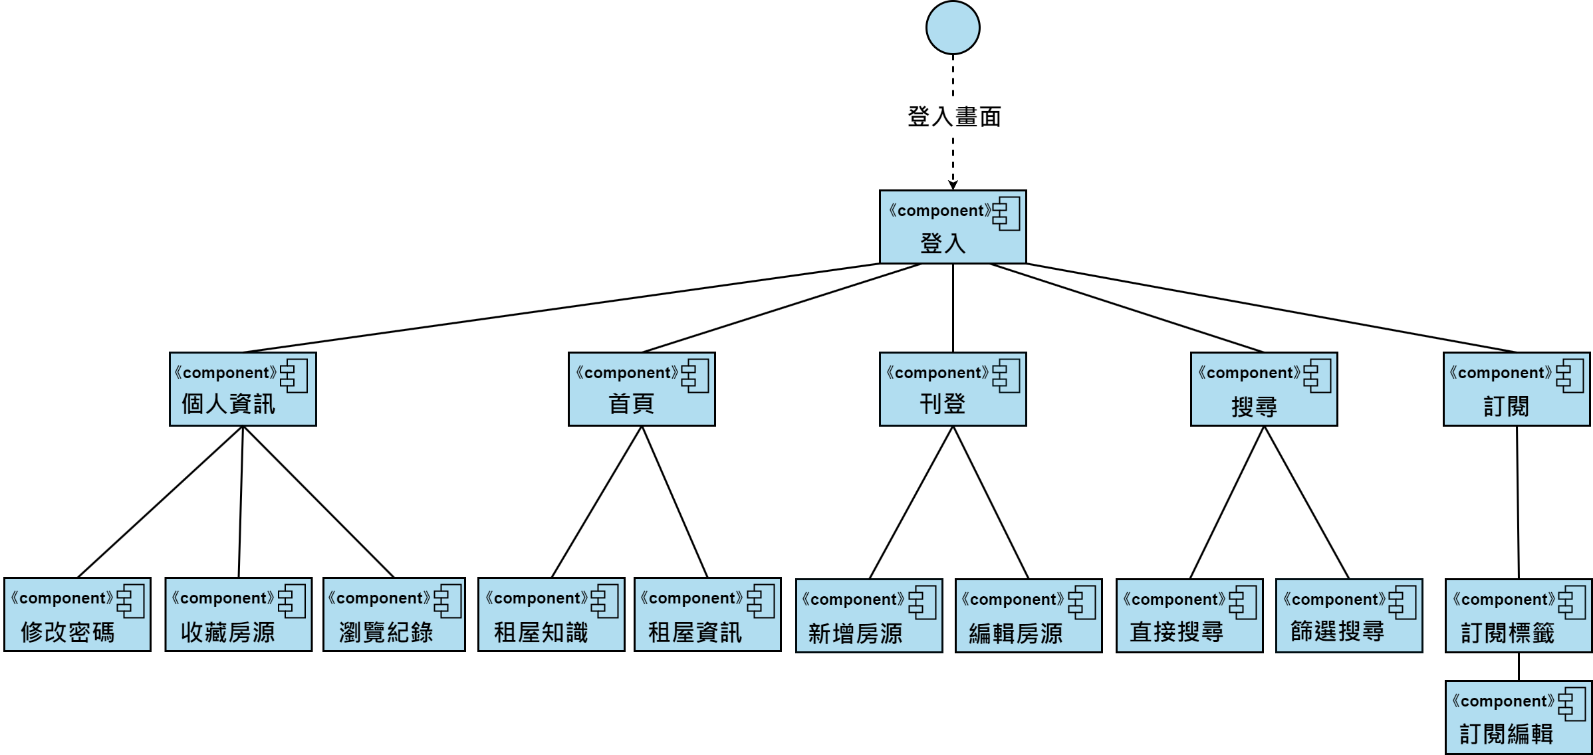 登入畫面
《component》
登入
《component》
個人資訊
《component》
首頁
《component》
刊登
《component》
搜尋
《component》
訂閱
《component》
修改密碼
《component》
收藏房源
《component》
瀏覽紀錄
《component》
租屋知識
《component》
租屋資訊
《component》
新增房源
《component》
編輯房源
《component》
直接搜尋
《component》
篩選搜尋
《component》
訂閱標籤
《component》
訂閱編輯